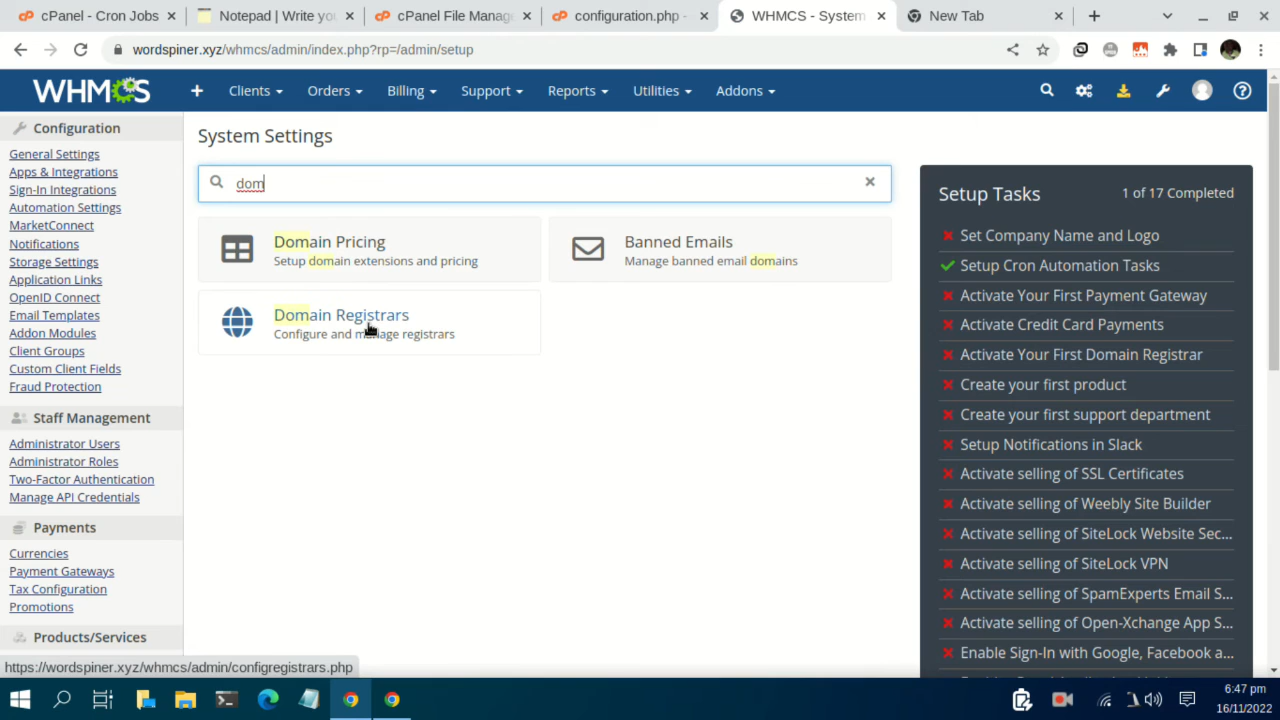 cPanel - Cron Jobs
Notepad | Write yo
cPanel File Manag
configuration.php -
WHMCS - System
New Tab
wordspiner.xyz/whmcs/admin/index.php?rp=/admin/setup
WHMCS
Clients
Orders
Billing
Support
Reports
Utilities
Addons
Configuration
General Settings
Apps & Integrations
Sign-In Integrations
Automation Settings
MarketConnect
Notifications
Storage Settings
Application Links
OpenID Connect
Email Templates
Addon Modules
Client Groups
Custom Client Fields
Fraud Protection
Staff Management
Administrator Users
Administrator Roles
Two-Factor Authentication
Manage API Credentials
Payments
Currencies
Payment Gateways
Tax Configuration
Promotions
Products/Services
https://wordspiner.xyz/whmcs/admin/configregistrars.php
System Settings
dom
Domain Pricing
Setup domain extensions and pricing
Banned Emails
Manage banned email domains
Domain Registrars
Configure and manage registrars
Setup Tasks
1 of 17 Completed
Set Company Name and Logo
Setup Cron Automation Tasks
Activate Your First Payment Gateway
Activate Credit Card Payments
Activate Your First Domain Registrar
Create your first product
Create your first support department
Setup Notifications in Slack
Activate selling of SSL Certificates
Activate selling of Weebly Site Builder
Activate selling of SiteLock Website Sec...
Activate selling of SiteLock VPN
Activate selling of SpamExperts Email S...
Activate selling of Open-Xchange App S...
Enable Sign-In with Google, Facebook a...
6:47 pm
16/11/2022